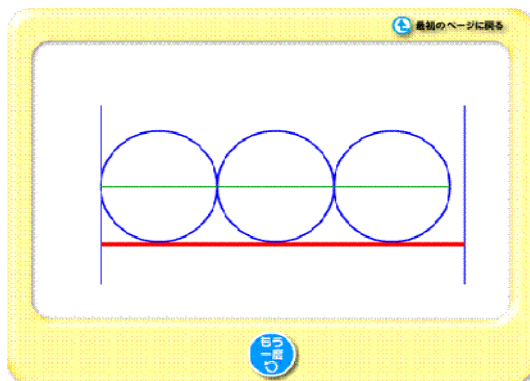 最初のページに戻る
もう
一度